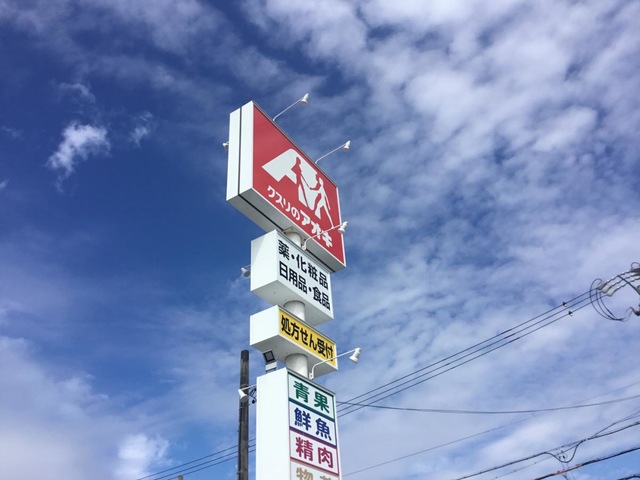 クスリのアオキ
薬・化粧品
日用品・食品
処方せん受付
青果
鮮魚
精肉